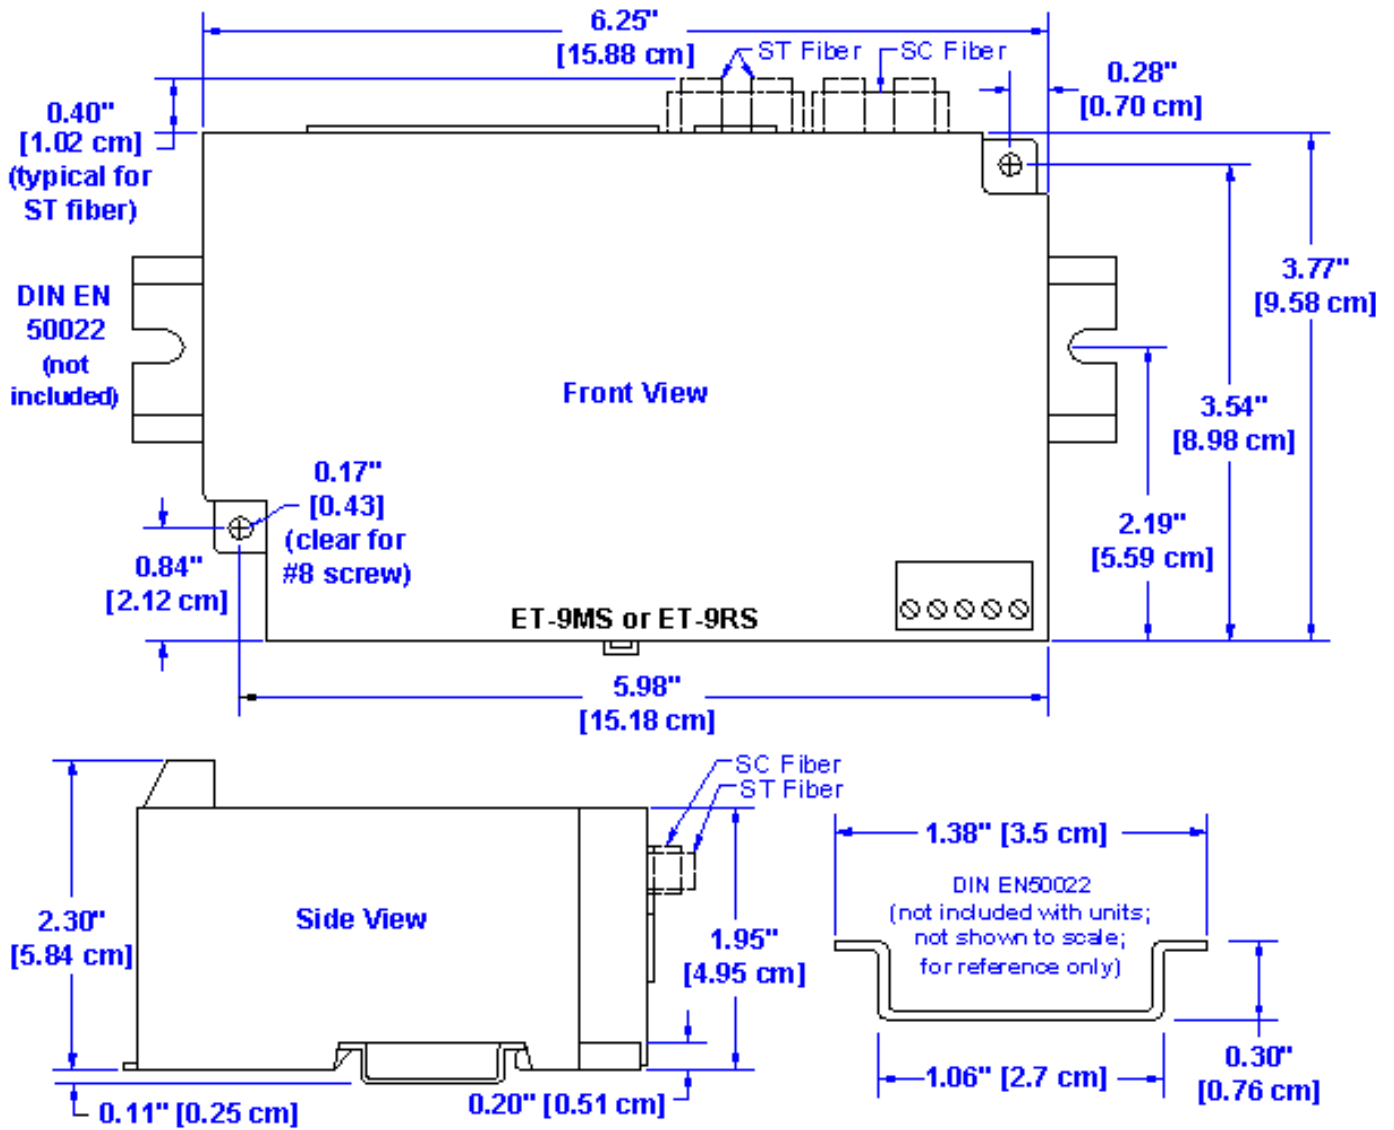 6.25"
[15.88 cm]
ST Fiber
SC Fiber
0.28"
[0.70 cm]
0.40"
[1.02 cm]
(typical for
ST fiber)
DIN EN
50022
(not
included)
3.77"
[9.58 cm]
Front View
3.54"
[8.98 cm]
0.17"
[0.43]
(clear for
#8 screw)
2.19"
[5.59 cm]
0.84"
[2.12 cm]
ET-9MS or ET-9RS
5.98"
[15.18 cm]
SC Fiber
ST Fiber
2.30"
[5.84 cm]
Side View
1.95"
[4.95 cm]
0.11" [0.25 cm]
0.20" [0.51 cm]
1.38" [3.5 cm]
DIN EN50022
(not included with units;
not shown to scale;
for reference only)
1.06" [2.7 cm]
0.30"
[0.76 cm]